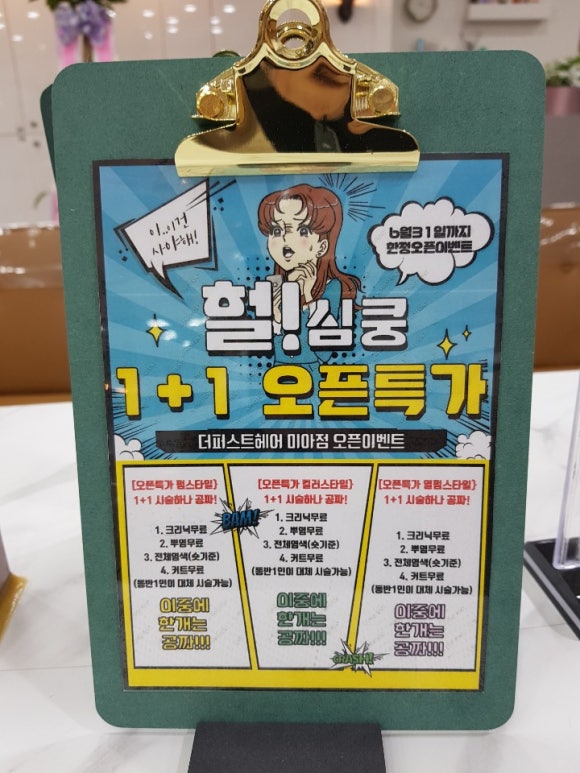 이..이건
사야해!
6월31일까지
한정오픈이벤트
헐!심쿵
1+1 오픈특가
더퍼스트헤어 미아점 오픈이벤트
[오픈특가 펌스타일]
1+1 시술하나 공짜!
1. 크리닉무료
2. 뿌염무료
3. 전체염색(숏기준)
4. 커트무료
(동반1인이 대체 시술가능)
이중에
한개는
공짜!!!
BAM!
[오픈특가 컬러스타일]
1+1 시술하나 공짜!
1. 크리닉무료
2. 뿌염무료
3. 전체염색(숏기준)
4. 커트무료
(동반1인이 대체 시술가능)
이중에
한개는
공짜!!!
CRASH!!
[오픈특가 열펌스타일]
1+1 시술하나 공짜!
1. 크리닉무료
2. 뿌염무료
3. 전체염색(숏기준)
4. 커트무료
(동반1인이 대체 시술가능)
이중에
한개는
공짜!!!